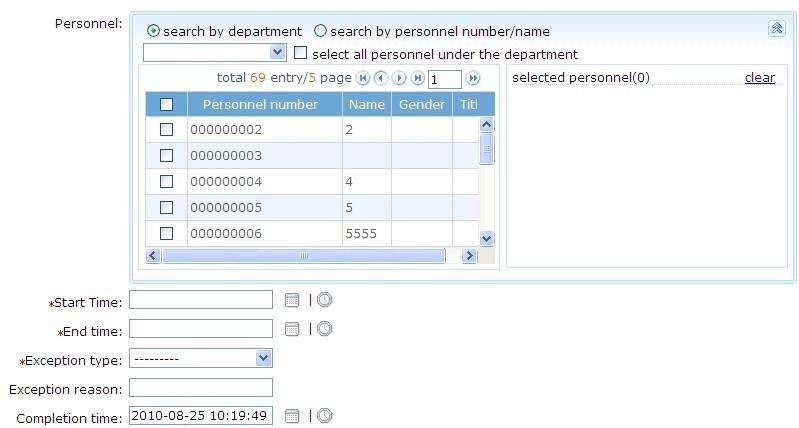 Personnel: search by department search by personnel number/name
select all personnel under the department
total 69 entry/5 page 1
selected personnel(0) clear
Personnel number Name Gender Titl
000000002 2
000000003
000000004 4
000000005 5
000000006 5555
*Start Time:
*End time:
*Exception type: ---------
Exception reason:
Completion time: 2010-08-25 10:19:49